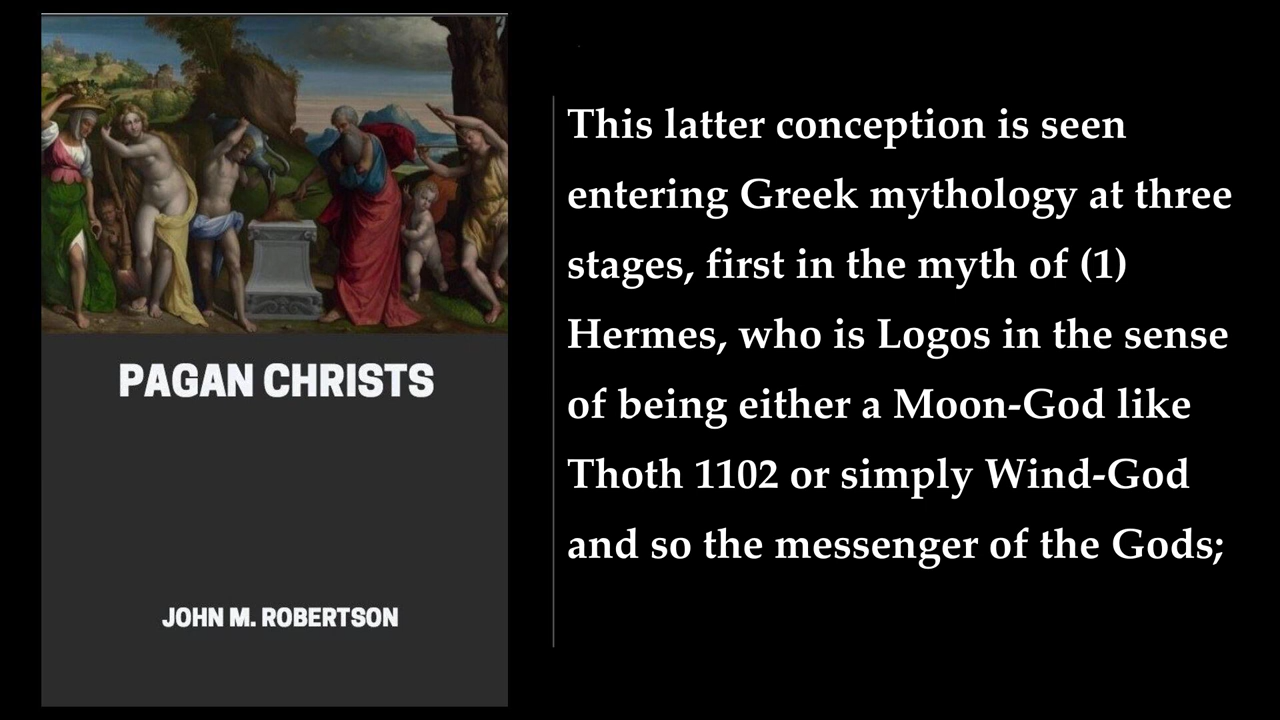 PAGAN CHRISTS
JOHN M. ROBERTSON
This latter conception is seen
entering Greek mythology at three
stages, first in the myth of (1)
Hermes, who is Logos in the sense
of being either a Moon-God like
Thoth 1102 or simply Wind-God
and so the messenger of the Gods;